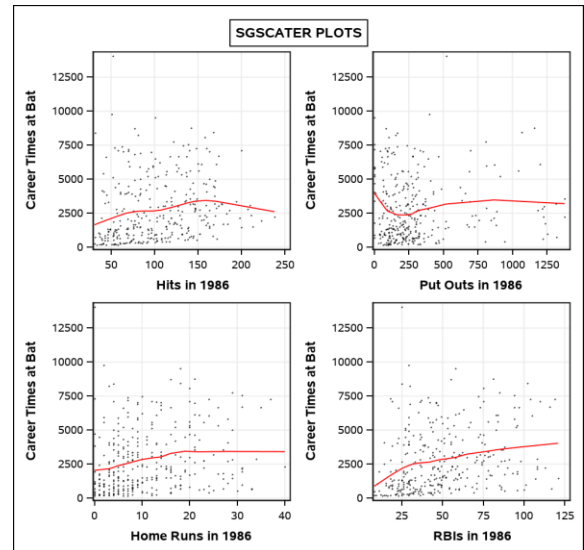 SGSCATER PLOTS
Career Times at Bat
12500
10000
7500
5000
2500
0
50 100 150 200 250
Hits in 1986
Career Times at Bat
12500
10000
7500
5000
2500
0
0 250 500 750 1000 1250
Put Outs in 1986
Career Times at Bat
12500
10000
7500
5000
2500
0
0 10 20 30 40
Home Runs in 1986
Career Times at Bat
12500
10000
7500
5000
2500
0
25 50 75 100 125
RBIs in 1986